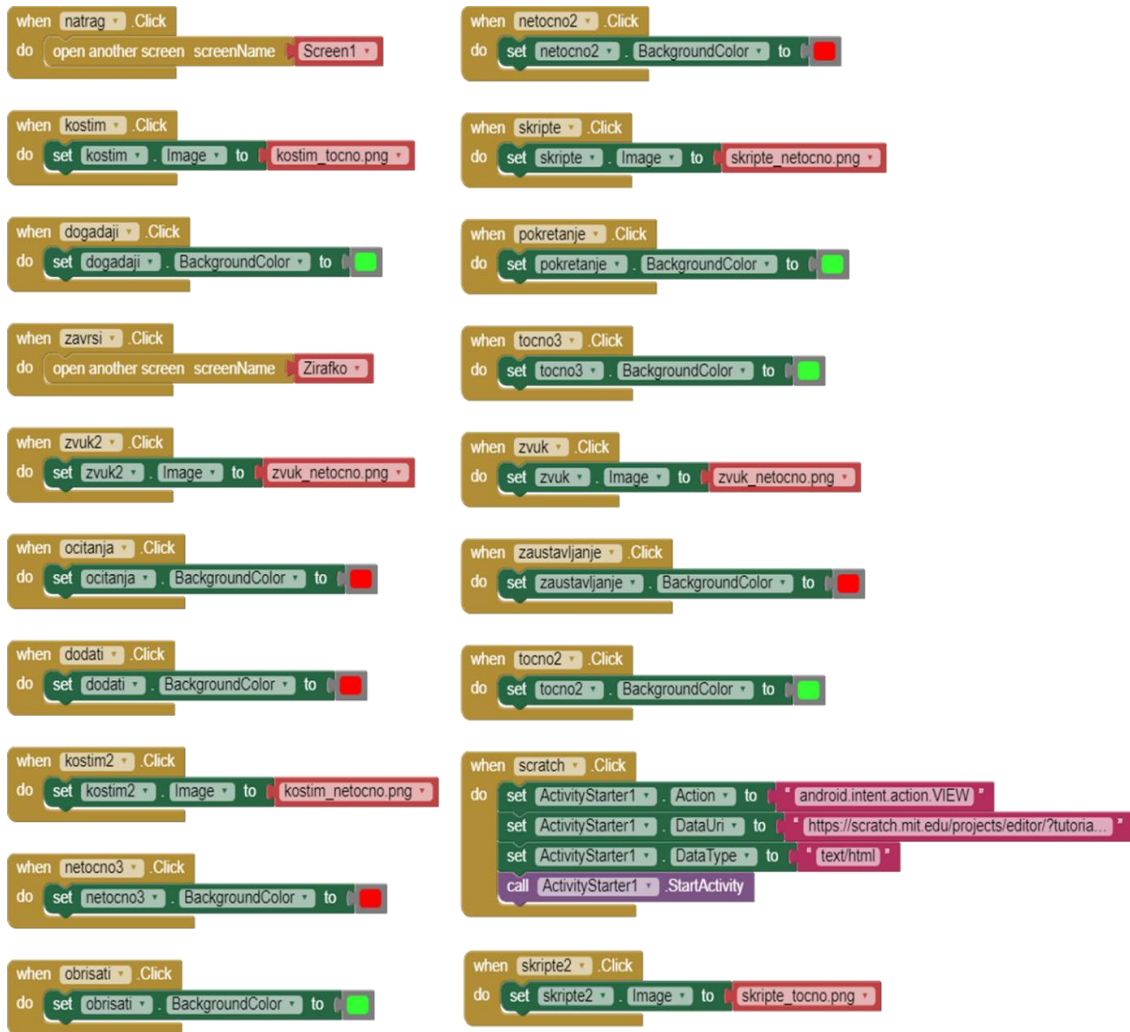 when natrag .Click
do open another screen screenName Screen1
when kostim .Click
do set kostim . Image to kostim_tocno.png
when dogadaji .Click
do set dogadaji . BackgroundColor to
when zavrsi .Click
do open another screen screenName Zirafko
when zvuk2 .Click
do set zvuk2 . Image to zvuk_netocno.png
when ocitanja .Click
do set ocitanja . BackgroundColor to
when dodati .Click
do set dodati . BackgroundColor to
when kostim2 .Click
do set kostim2 . Image to kostim_netocno.png
when netocno3 .Click
do set netocno3 . BackgroundColor to
when obrisati .Click
do set obrisati . BackgroundColor to
when netocno2 .Click
do set netocno2 . BackgroundColor to
when skripte .Click
do set skripte . Image to skripte_netocno.png
when pokretanje .Click
do set pokretanje . BackgroundColor to
when tocno3 .Click
do set tocno3 . BackgroundColor to
when zvuk .Click
do set zvuk . Image to zvuk_netocno.png
when zaustavljanje .Click
do set zaustavljanje . BackgroundColor to
when tocno2 .Click
do set tocno2 . BackgroundColor to
when scratch .Click
do set ActivityStarter1 . Action to " android.intent.action.VIEW "
set ActivityStarter1 . DataUri to " https://scratch.mit.edu/projects/editor/?tutoria... "
set ActivityStarter1 . DataType to " text/html "
call ActivityStarter1 .StartActivity
when skripte2 .Click
do set skripte2 . Image to skripte_tocno.png